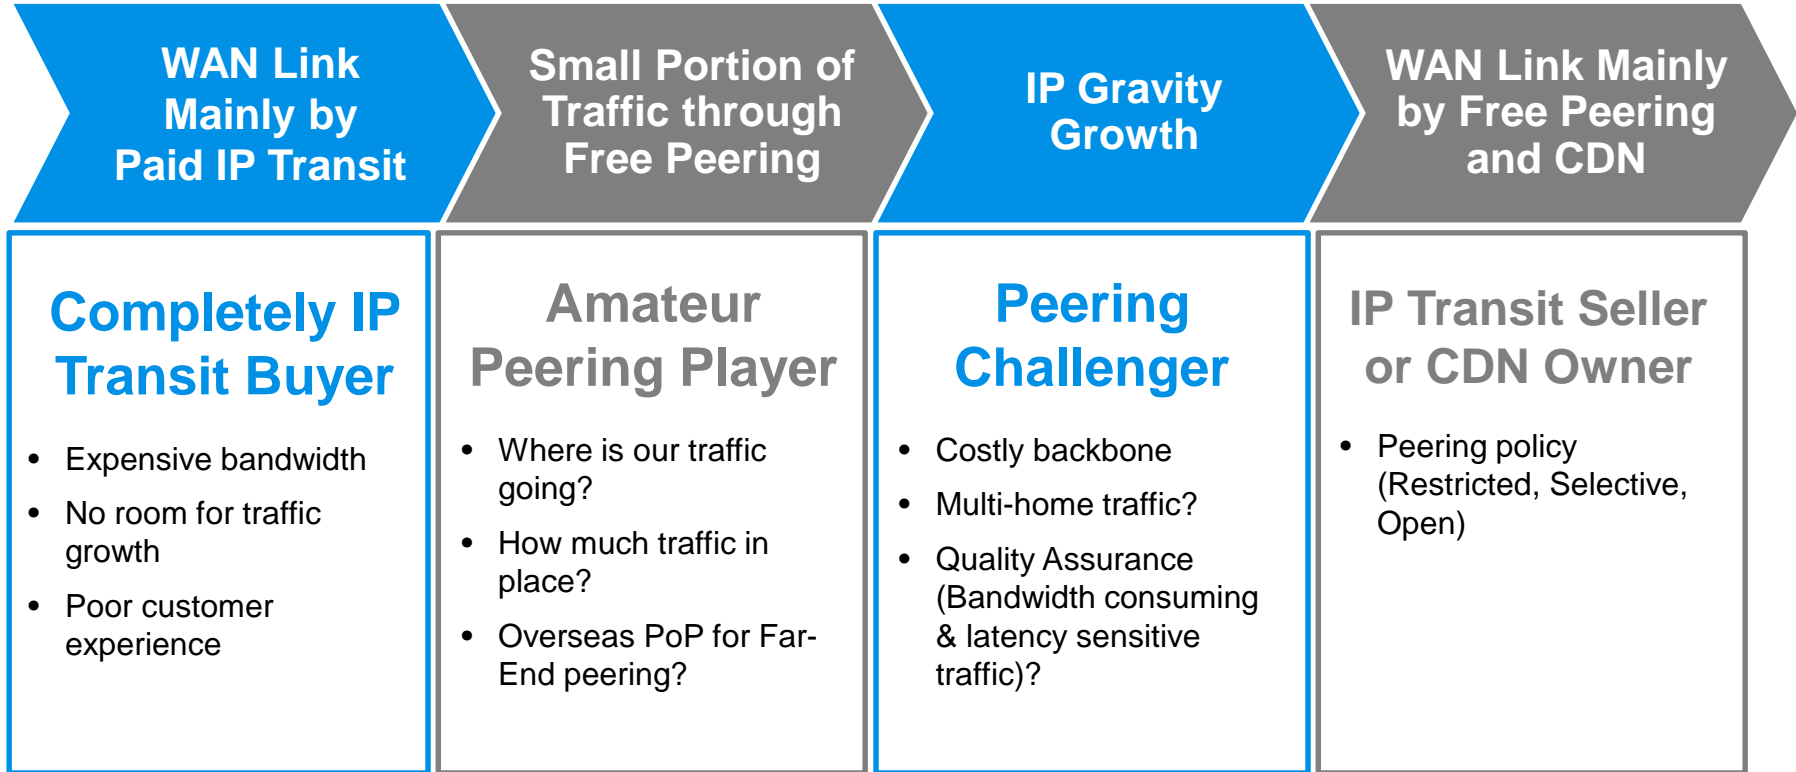 WAN Link
Mainly by
Paid IP Transit
Small Portion of
Traffic through
Free Peering
IP Gravity
Growth
WAN Link Mainly
by Free Peering
and CDN
Completely IP
Transit Buyer
• Expensive bandwidth
• No room for traffic
growth
• Poor customer
experience
Amateur
Peering Player
• Where is our traffic
going?
• How much traffic in
place?
• Overseas PoP for Far-
End peering?
Peering
Challenger
• Costly backbone
• Multi-home traffic?
• Quality Assurance
(Bandwidth consuming
& latency sensitive
traffic)?
IP Transit Seller
or CDN Owner
• Peering policy
(Restricted, Selective,
Open)